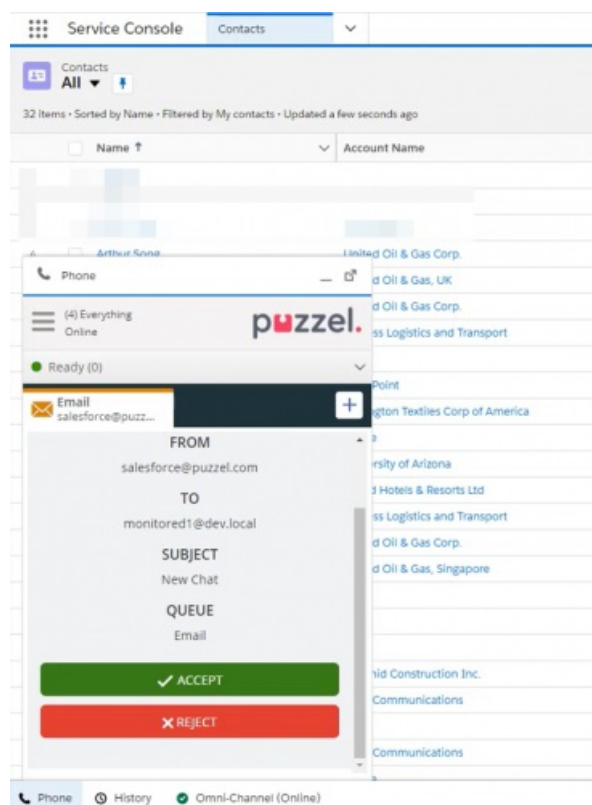 Service Console
Contacts
Contacts
All
32 items • Sorted by Name • Filtered by My contacts • Updated a few seconds ago
Name ↑
Account Name
Arthur Song
United Oil & Gas Corp.
Phone
d Oil & Gas, UK
d Oil & Gas Corp.
(4) Everything
Online
puzzel.
ss Logistics and Transport
Ready (0)
Point
Email
salesforce@puzz...
+
gton Textiles Corp of America
FROM
salesforce@puzzel.com
rsity of Arizona
TO
d Hotels & Resorts Ltd
monitored1@dev.local
ss Logistics and Transport
SUBJECT
d Oil & Gas Corp.
New Chat
d Oil & Gas, Singapore
QUEUE
Email
ACCEPT
nid Construction Inc.
Communications
REJECT
Communications
Phone
History
Omni-Channel (Online)